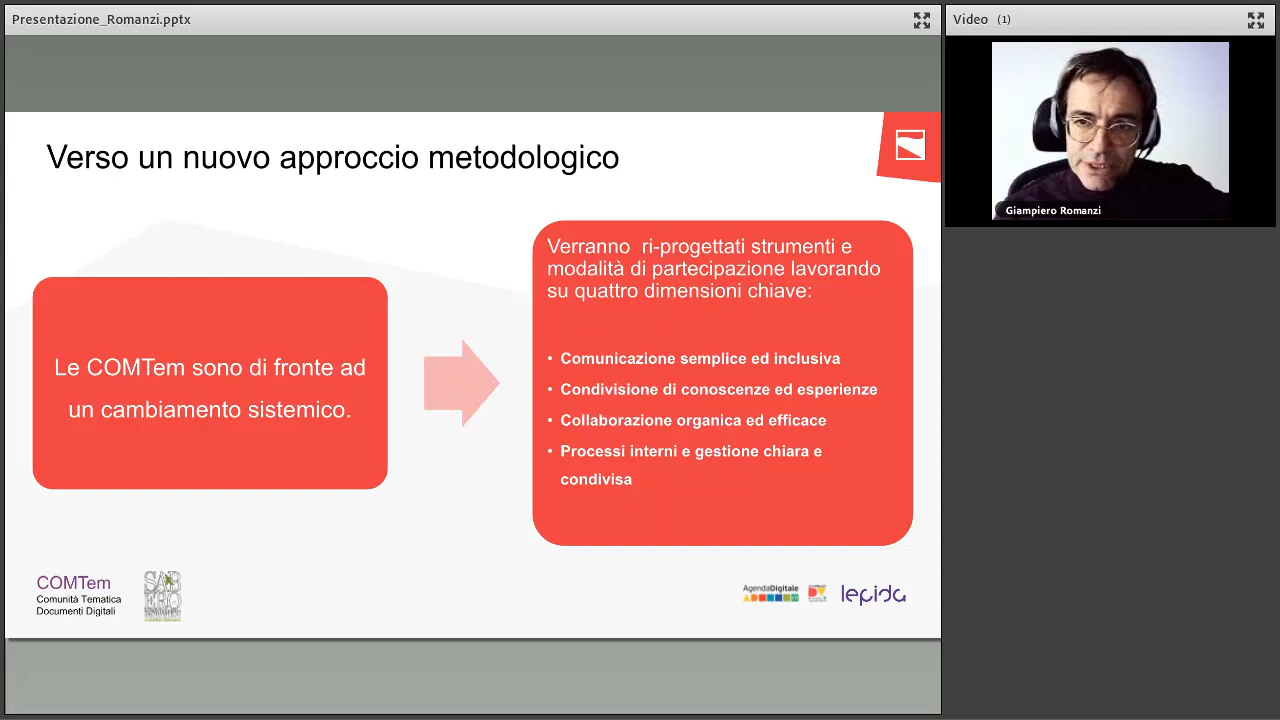 Presentazione_Romanzi.pptx
Video (1)
Giampiero Romanzi
Verso un nuovo approccio metodologico
Le COMTem sono di fronte ad
un cambiamento sistemico.
Verranno ri-progettati strumenti e
modalità di partecipazione lavorando
su quattro dimensioni chiave:
• Comunicazione semplice ed inclusiva
• Condivisione di conoscenze ed esperienze
• Collaborazione organica ed efficace
• Processi interni e gestione chiara e
condivisa
COMTem
Comunità Tematica
Documenti Digitali
SAB
ERO
AgendaDigitale
lepida